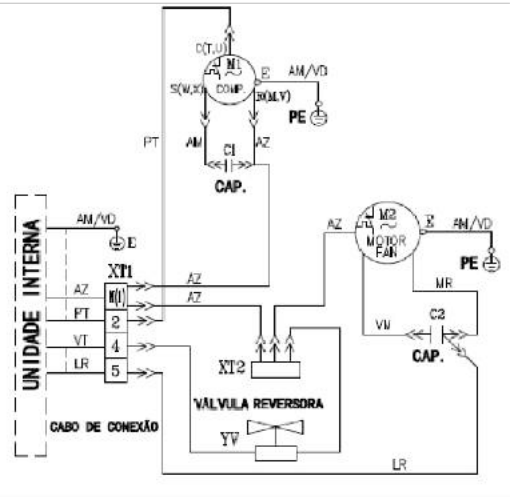 C(T,U)
M1
S(W,X)
COMP.
R(M,V)
E
AM/VD
PE
PT
AM
C1
AZ
CAP.
UNIDADE INTERNA
AM/VD
E
XT1
AZ
N(1)
AZ
AZ
PT
2
VT
4
LR
5
CABO DE CONEXÃO
AZ
M2
MOTOR
FAN
E
AM/VD
PE
MR
VM
C2
CAP.
XT2
VÁLVULA REVERSORA
YV
LR